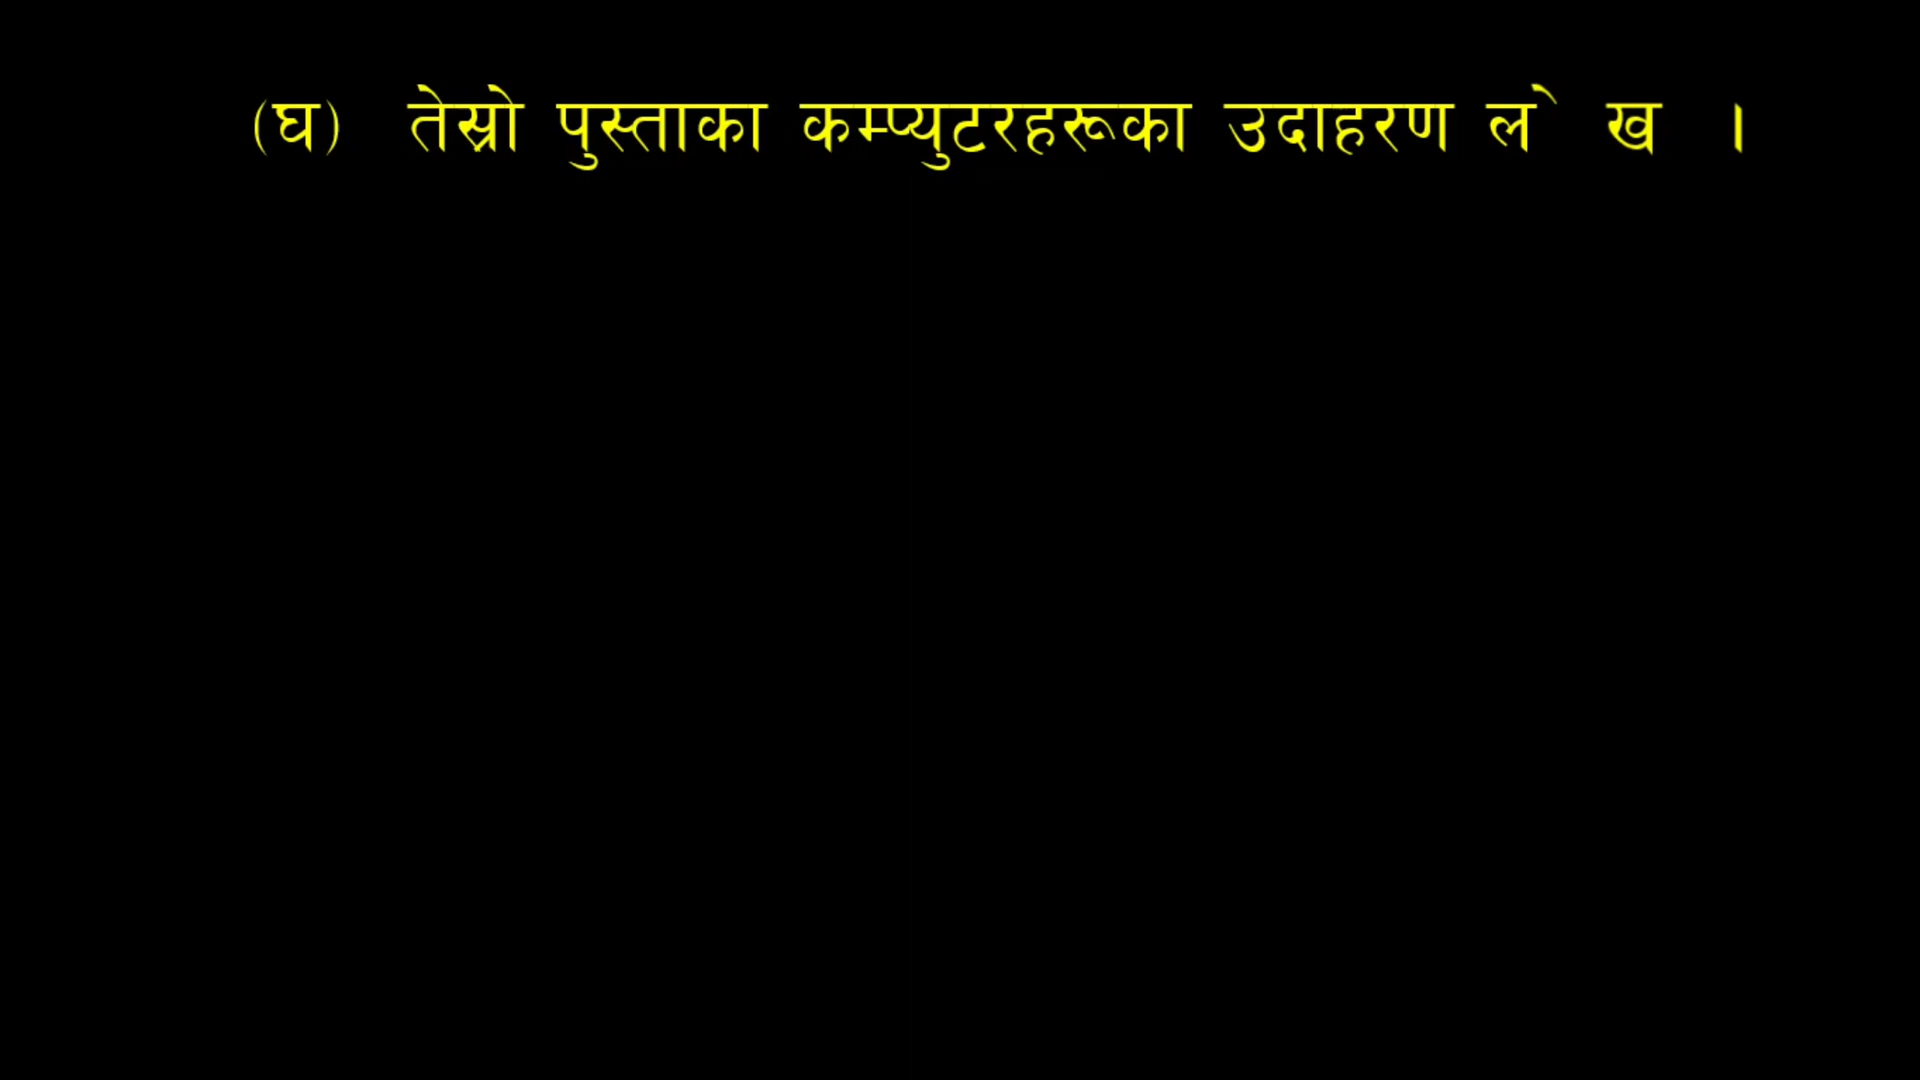 (घ) तेस्रो पुस्ताका कम्प्युटरहरूका उदाहरण ल े ख ।